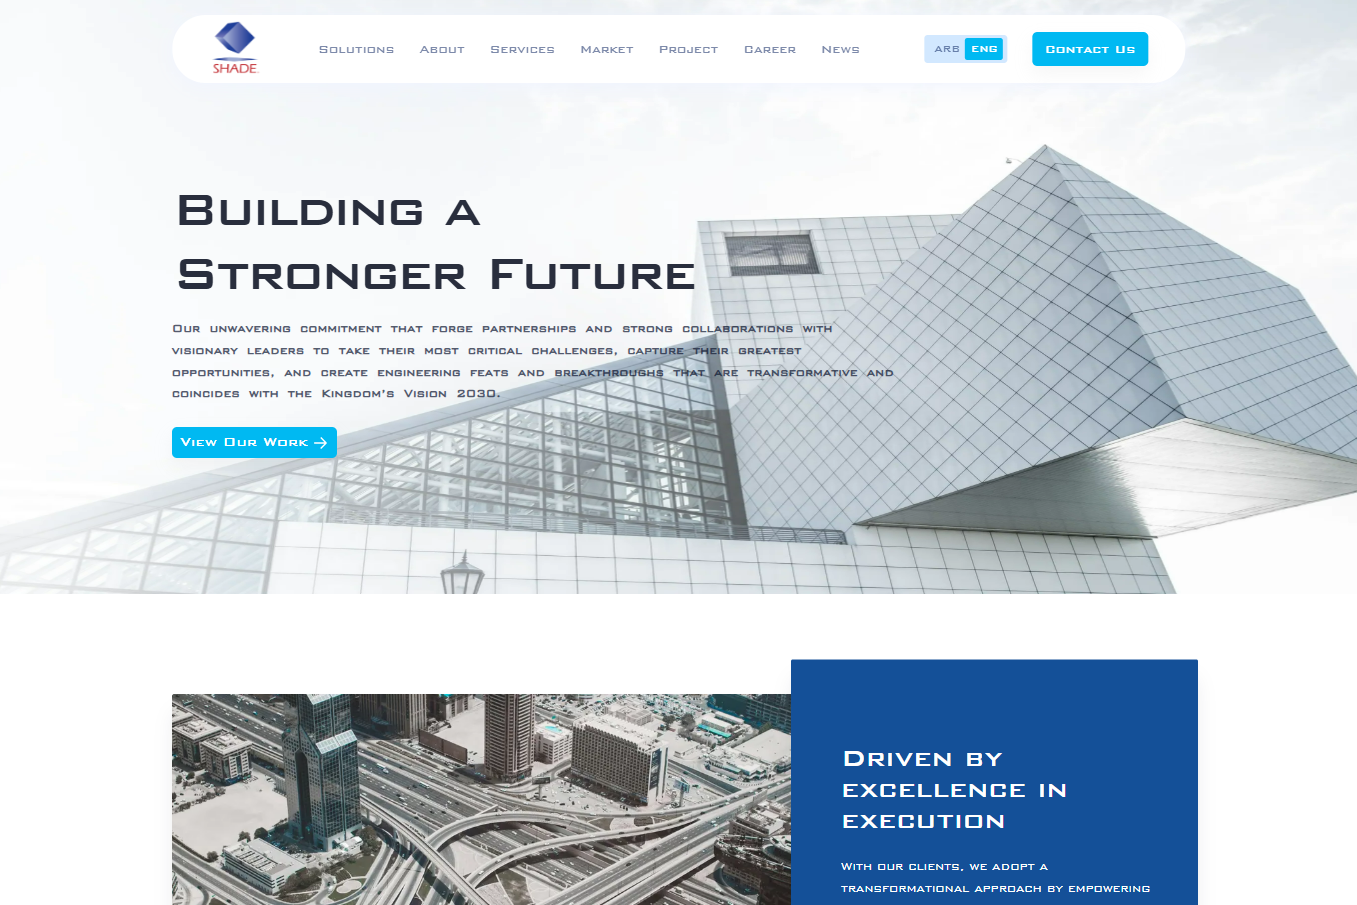 SHADE
Solutions About Services Market Project Career News ARB ENG Contact Us
Building a
Stronger Future
Our unwavering commitment that forge partnerships and strong collaborations with
visionary leaders to take their most critical challenges, capture their greatest
opportunities, and create engineering feats and breakthroughs that are transformative and
coincides with the Kingdom's Vision 2030.
View Our Work →
Driven by
excellence in
execution
With our clients, we adopt a
transformational approach by empowering